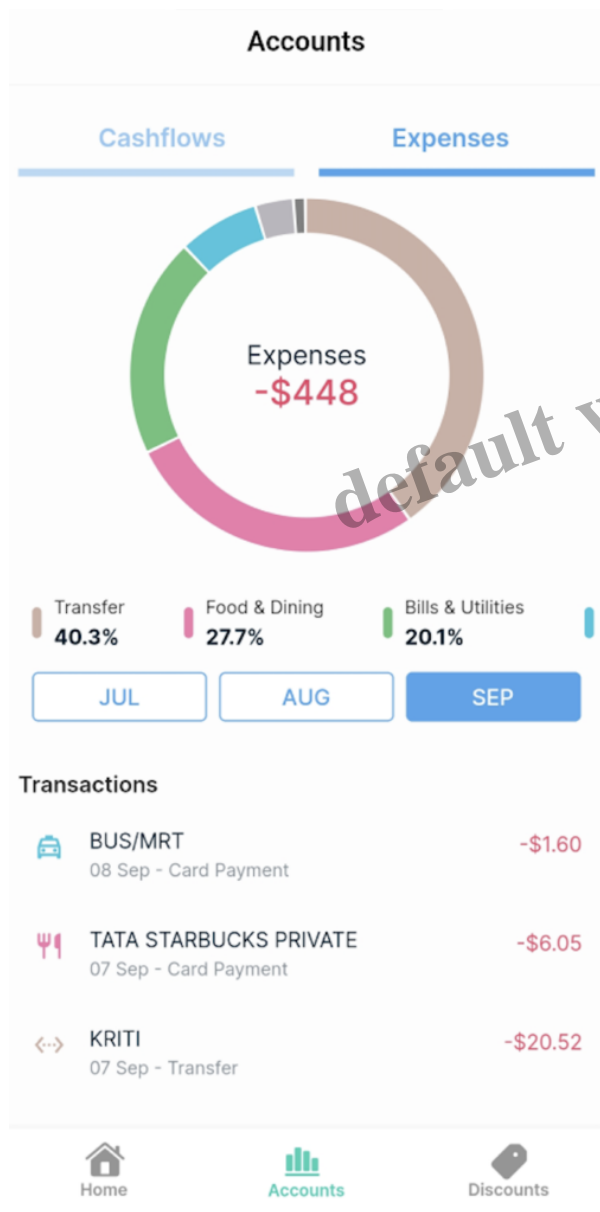 Accounts
Cashflows Expenses
Expenses
-$448
default
Transfer Food & Dining Bills & Utilities
40.3% 27.7% 20.1%
JUL AUG SEP
Transactions
BUS/MRT -$1.60
08 Sep - Card Payment
TATA STARBUCKS PRIVATE -$6.05
07 Sep - Card Payment
KRITI -$20.52
07 Sep - Transfer
Home Accounts Discounts